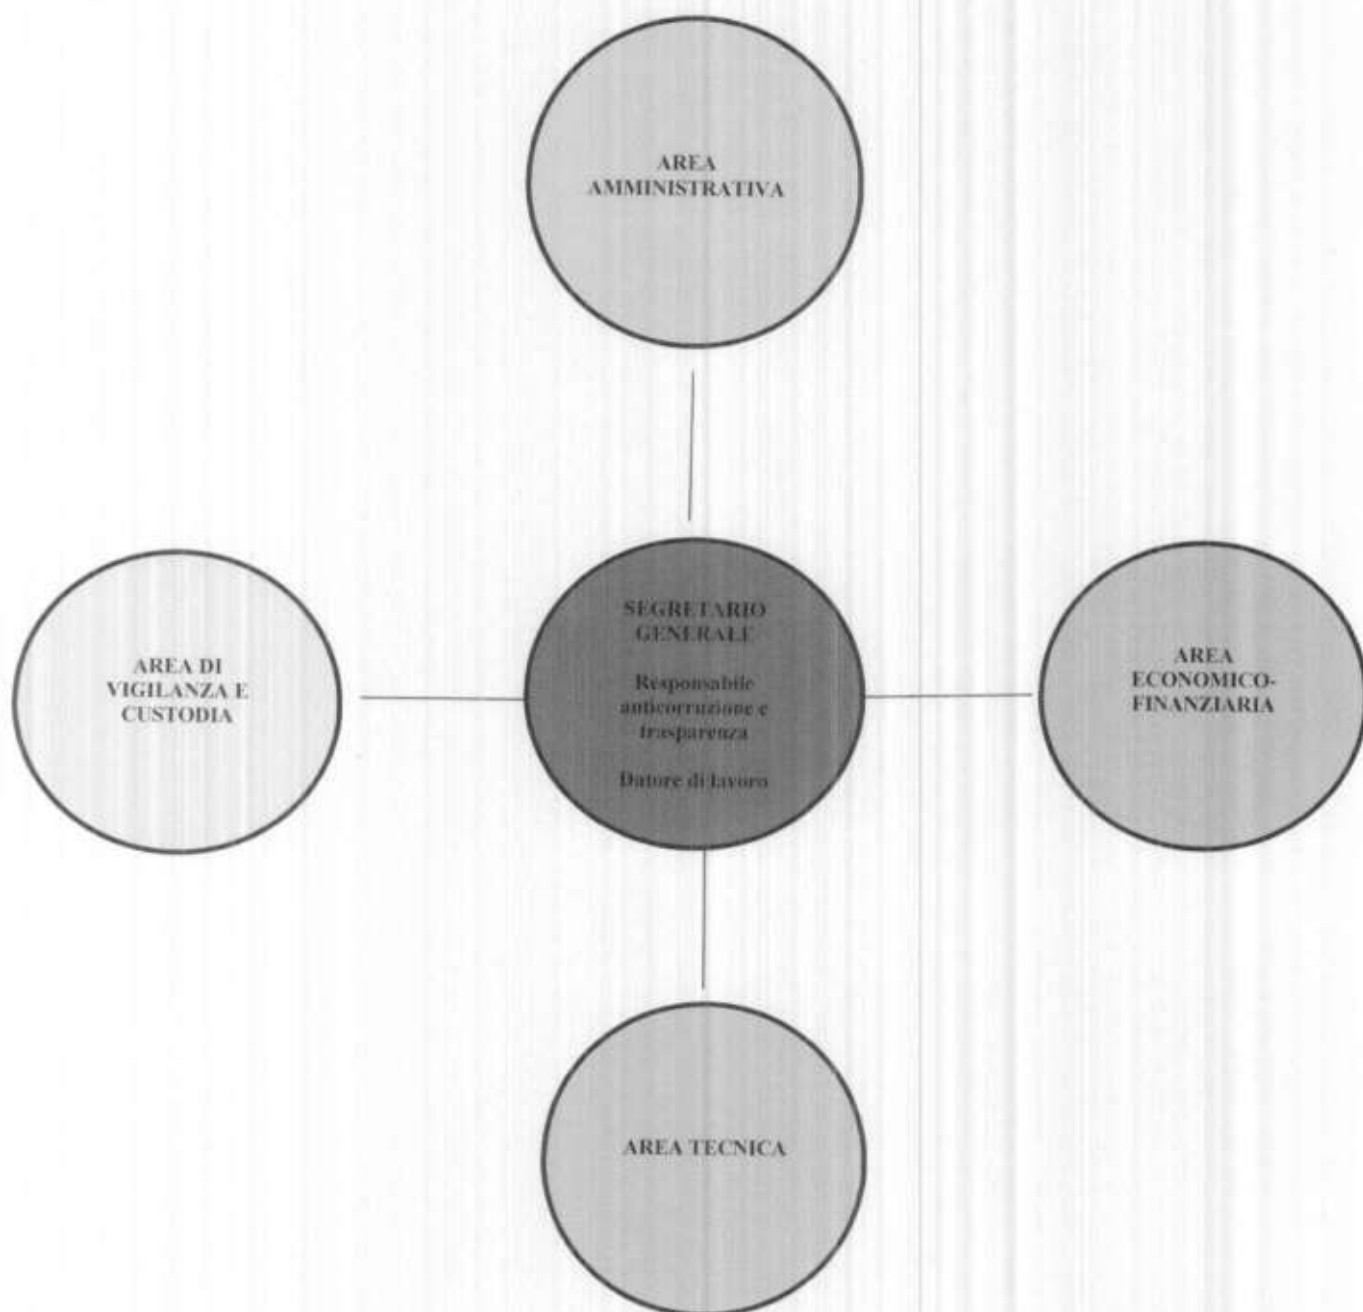 AREA
AMMINISTRATIVA
AREA DI
VIGILANZA E
CUSTODIA
SEGRETARIO
GENERALE
Responsabile
anticorruzione e
trasparenza
Datore di lavoro
AREA
ECONOMICO-
FINANZIARIA
AREA TECNICA